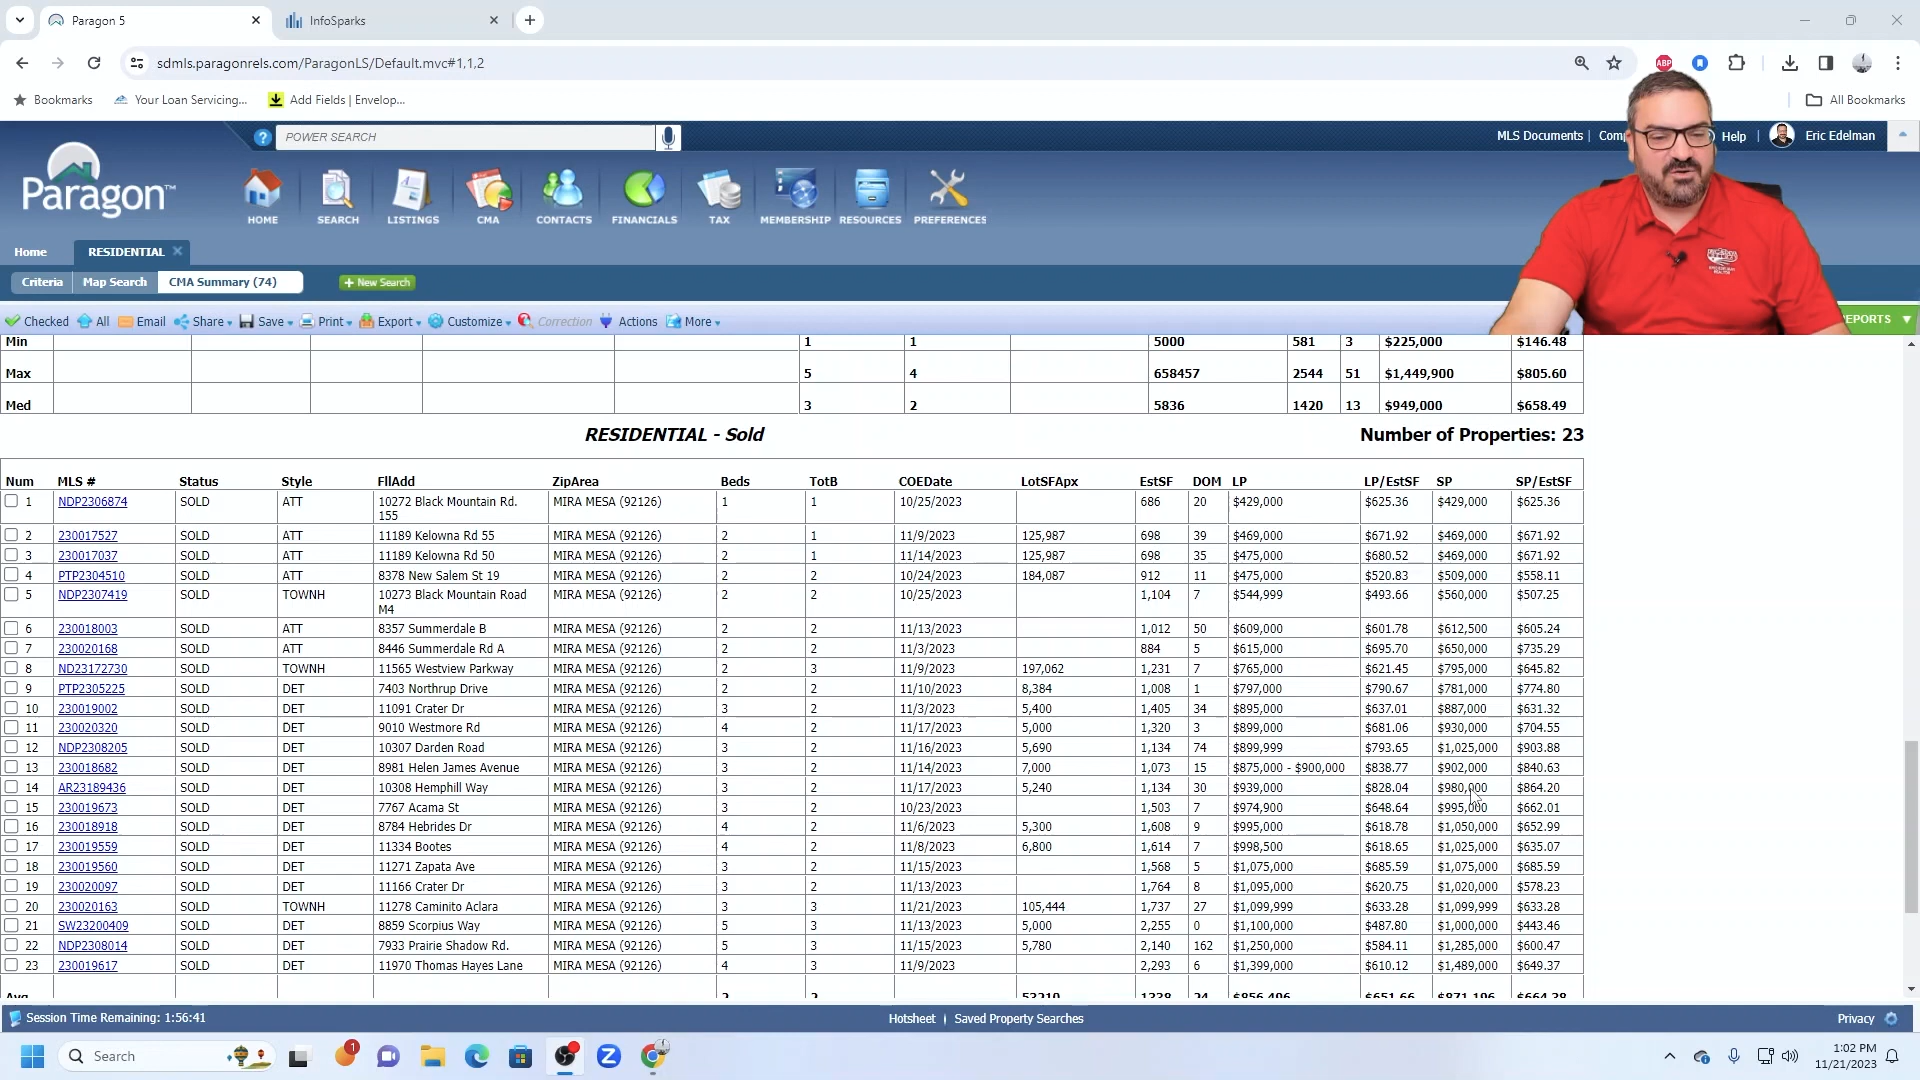 Paragon 5
InfoSparks
sdmls.paragonrels.com/ParagonLS/Default.mvc#1,1,2
ABP
Bookmarks Your Loan Servicing... Add Fields | Envelop... All Bookmarks
? POWER SEARCH MLS Documents | Help | Eric Edelman
Paragon™
HOME SEARCH LISTINGS CMA CONTACTS FINANCIALS TAX MEMBERSHIP RESOURCES PREFERENCES
Home RESIDENTIAL
Criteria Map Search CMA Summary (74) + New Search
Checked All Email Share Save Print Export Customize Correction Actions More
Min 1 1 5000 581 3 $225,000 $146.48
Max 5 4 658457 2544 51 $1,449,900 $805.60
Med 3 2 5836 1420 13 $949,000 $658.49
RESIDENTIAL - Sold Number of Properties: 23
Num MLS # Status Style FllAdd ZipArea Beds TotB COEDate LotSFApx EstSF DOM LP LP/EstSF SP SP/EstSF
1 NDP2306874 SOLD ATT 10272 Black Mountain Rd. 155 MIRA MESA (92126) 1 1 10/25/2023 686 20 $429,000 $625.36 $429,000 $625.36
2 230017527 SOLD ATT 11189 Kelowna Rd 55 MIRA MESA (92126) 2 1 11/9/2023 125,987 698 39 $469,000 $671.92 $469,000 $671.92
3 230017037 SOLD ATT 11189 Kelowna Rd 50 MIRA MESA (92126) 2 1 11/14/2023 125,987 698 35 $475,000 $680.52 $469,000 $671.92
4 PTP2304510 SOLD ATT 8378 New Salem St 19 MIRA MESA (92126) 2 2 10/24/2023 184,087 912 11 $475,000 $520.83 $509,000 $558.11
5 NDP2307419 SOLD TOWNH 10273 Black Mountain Road M4 MIRA MESA (92126) 2 2 10/25/2023 1,104 7 $544,999 $493.66 $560,000 $507.25
6 230018003 SOLD ATT 8357 Summerdale B MIRA MESA (92126) 2 2 11/13/2023 1,012 50 $609,000 $601.78 $612,500 $605.24
7 230020168 SOLD ATT 8446 Summerdale Rd A MIRA MESA (92126) 2 2 11/3/2023 884 5 $615,000 $695.70 $650,000 $735.29
8 ND23172730 SOLD TOWNH 11565 Westview Parkway MIRA MESA (92126) 2 3 11/9/2023 197,062 1,231 7 $765,000 $621.45 $795,000 $645.82
9 PTP2305225 SOLD DET 7403 Northrup Drive MIRA MESA (92126) 2 2 11/10/2023 8,384 1,008 1 $797,000 $790.67 $781,000 $774.80
10 230019002 SOLD DET 11091 Crater Dr MIRA MESA (92126) 3 2 11/3/2023 5,400 1,405 34 $895,000 $637.01 $887,000 $631.32
11 230020320 SOLD DET 9010 Westmore Rd MIRA MESA (92126) 4 2 11/17/2023 5,000 1,320 3 $899,000 $681.06 $930,000 $704.55
12 NDP2308205 SOLD DET 10307 Darden Road MIRA MESA (92126) 3 2 11/16/2023 5,690 1,134 74 $899,999 $793.65 $1,025,000 $903.88
13 230018682 SOLD DET 8981 Helen James Avenue MIRA MESA (92126) 3 2 11/14/2023 7,000 1,073 15 $875,000 - $900,000 $838.77 $902,000 $840.63
14 AR23189436 SOLD DET 10308 Hemphill Way MIRA MESA (92126) 3 2 11/17/2023 5,240 1,134 30 $939,000 $828.04 $980,000 $864.20
15 230019673 SOLD DET 7767 Acama St MIRA MESA (92126) 3 2 10/23/2023 1,503 7 $974,900 $648.64 $995,000 $662.01
16 230018918 SOLD DET 8784 Hebrides Dr MIRA MESA (92126) 4 2 11/6/2023 5,300 1,608 9 $995,000 $618.78 $1,050,000 $652.99
17 230019559 SOLD DET 11334 Bootes MIRA MESA (92126) 4 2 11/8/2023 6,800 1,614 7 $998,500 $618.65 $1,025,000 $635.07
18 230019560 SOLD DET 11271 Zapata Ave MIRA MESA (92126) 3 2 11/15/2023 1,568 5 $1,075,000 $685.59 $1,075,000 $685.59
19 230020097 SOLD DET 11166 Crater Dr MIRA MESA (92126) 3 2 11/13/2023 1,764 8 $1,095,000 $620.75 $1,020,000 $578.23
20 230020163 SOLD TOWNH 11278 Caminito Aclara MIRA MESA (92126) 3 3 11/21/2023 105,444 1,737 27 $1,099,999 $633.28 $1,099,999 $633.28
21 SW23200409 SOLD DET 8859 Scorpius Way MIRA MESA (92126) 5 3 11/13/2023 5,000 2,255 0 $1,100,000 $487.80 $1,000,000 $443.46
22 NDP2308014 SOLD DET 7933 Prairie Shadow Rd. MIRA MESA (92126) 5 3 11/15/2023 5,780 2,140 162 $1,250,000 $584.11 $1,285,000 $600.47
23 230019617 SOLD DET 11970 Thomas Hayes Lane MIRA MESA (92126) 4 3 11/9/2023 2,293 6 $1,399,000 $610.12 $1,489,000 $649.37
Session Time Remaining: 1:56:41 Hotsheet | Saved Property Searches Privacy
Search 1 1:02 PM
11/21/2023